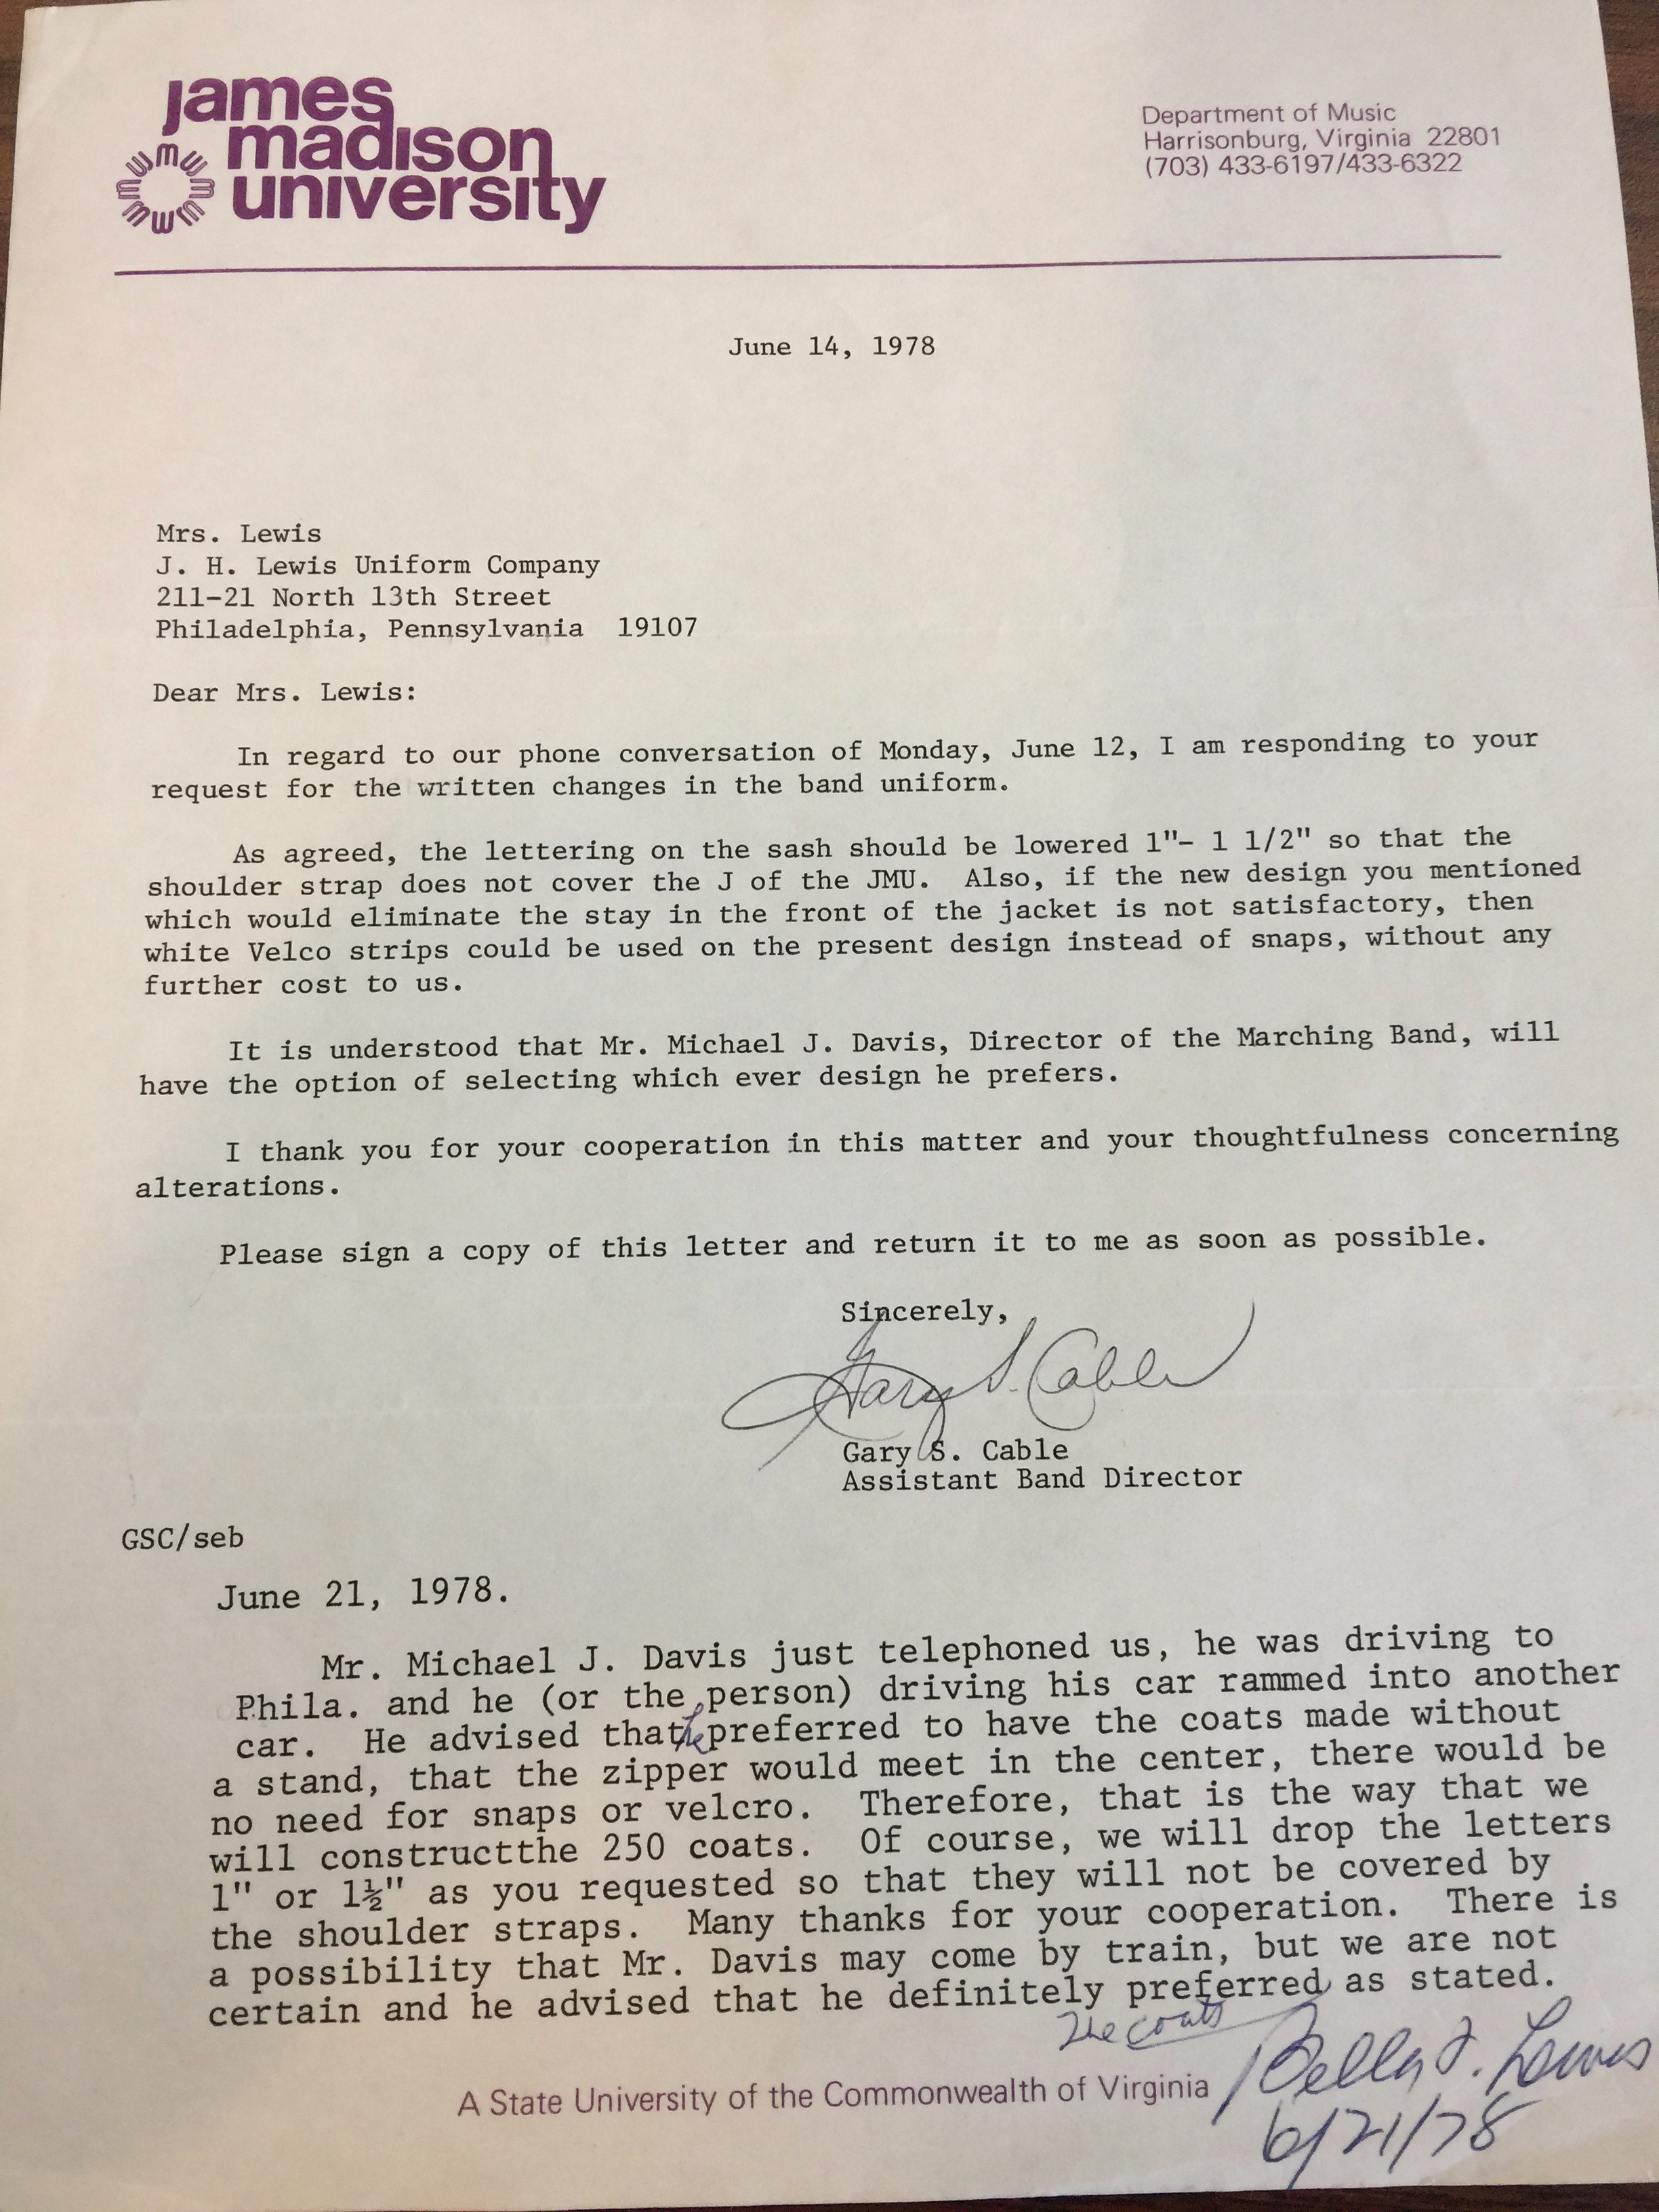 james
madison
university
Department of Music
Harrisonburg, Virginia 22801
(703) 433-6197/433-6322
June 14, 1978
Mrs. Lewis
J. H. Lewis Uniform Company
211-21 North 13th Street
Philadelphia, Pennsylvania 19107
Dear Mrs. Lewis:
In regard to our phone conversation of Monday, June 12, I am responding to your
request for the written changes in the band uniform.
As agreed, the lettering on the sash should be lowered 1"- 1 1/2" so that the
shoulder strap does not cover the J of the JMU. Also, if the new design you mentioned
which would eliminate the stay in the front of the jacket is not satisfactory, then
white Velco strips could be used on the present design instead of snaps, without any
further cost to us.
It is understood that Mr. Michael J. Davis, Director of the Marching Band, will
have the option of selecting which ever design he prefers.
I thank you for your cooperation in this matter and your thoughtfulness concerning
alterations.
Please sign a copy of this letter and return it to me as soon as possible.
Sincerely,
Gary S. Cable
Gary S. Cable
Assistant Band Director
GSC/seb
June 21, 1978.
Mr. Michael J. Davis just telephoned us, he was driving to
Phila. and he (or the person) driving his car rammed into another
car. He advised that he preferred to have the coats made without
a stand, that the zipper would meet in the center, there would be
no need for snaps or velcro. Therefore, that is the way that we
will constructthe 250 coats. Of course, we will drop the letters
1" or 1½" as you requested so that they will not be covered by
the shoulder straps. Many thanks for your cooperation. There is
a possibility that Mr. Davis may come by train, but we are not
certain and he advised that he definitely preferred as stated.
The coats
Bella J. Lewis
6/21/78
A State University of the Commonwealth of Virginia